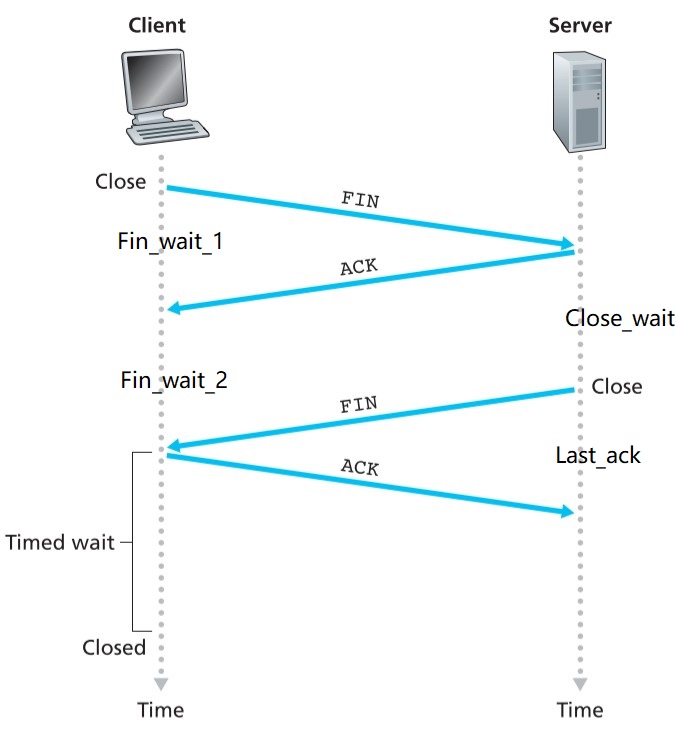 Client
Server
Close
FIN
Fin_wait_1
ACK
Close_wait
Fin_wait_2
Close
FIN
Last_ack
ACK
Timed wait
Closed
Time
Time